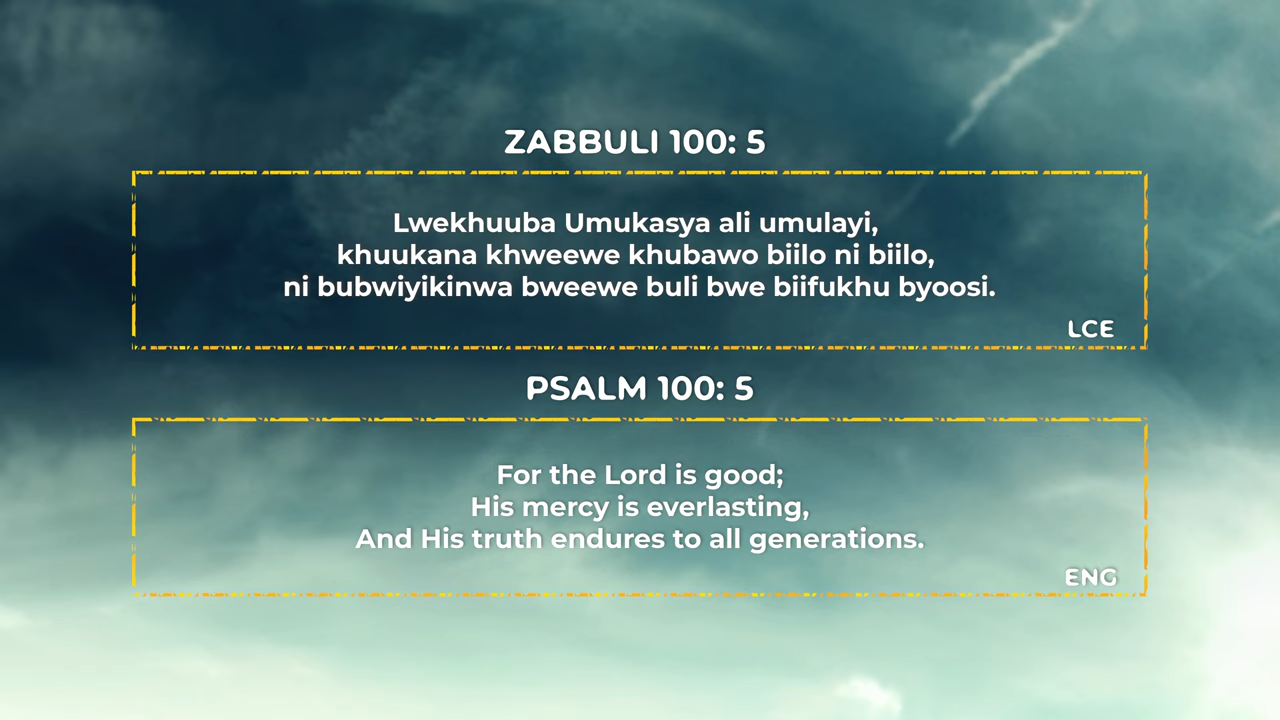 ZABBULI 100: 5
Lwekhuuba Umukasya ali umulayi,
khuukana khweewe khubawo biilo ni biilo,
ni bubwiyikinwa bweewe buli bwe biifukhu byoosi.
LCE
PSALM 100: 5
For the Lord is good;
His mercy is everlasting,
And His truth endures to all generations.
ENG